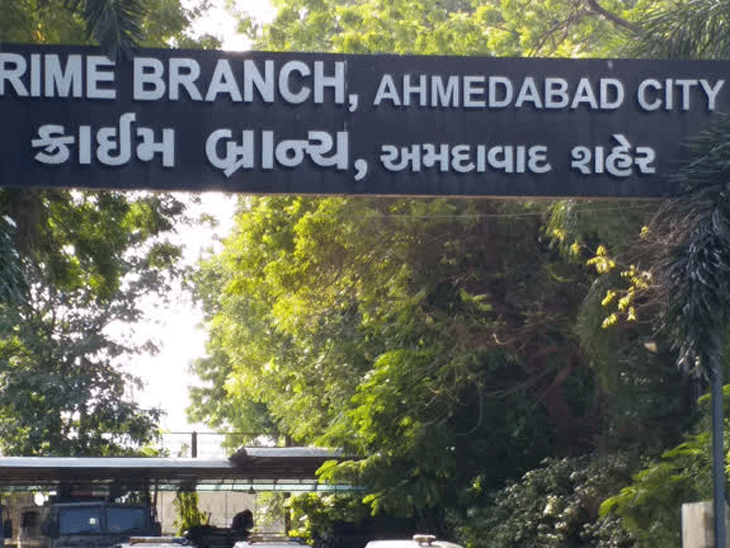 RIME BRANCH, AHMEDABAD CITY
ક્રાઈમ બ્રાન્ચ, અમદાવાદ શહેર